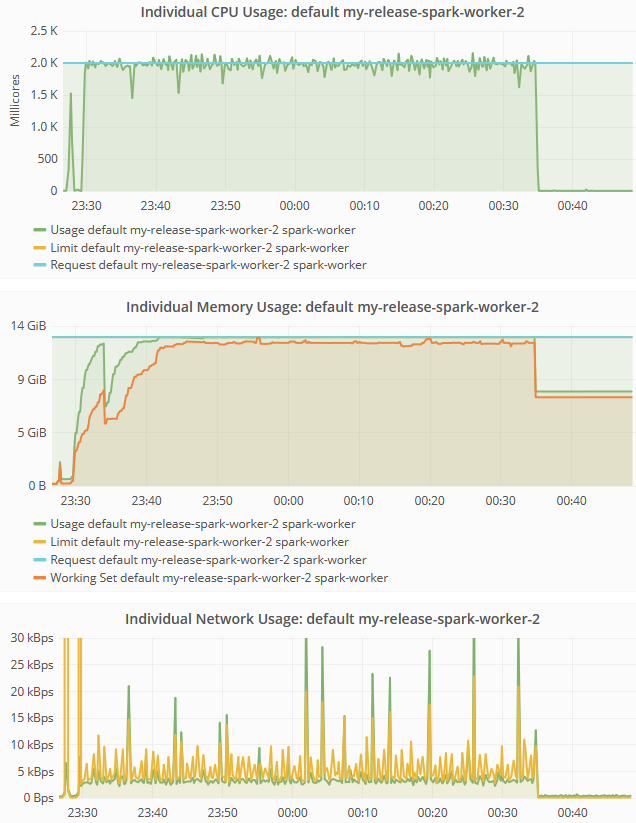 Individual CPU Usage: default my-release-spark-worker-2
2.5 K
2.0 K
1.5 K
1.0 K
500
0
Millicores
23:30 23:40 23:50 00:00 00:10 00:20 00:30 00:40
Usage default my-release-spark-worker-2 spark-worker
Limit default my-release-spark-worker-2 spark-worker
Request default my-release-spark-worker-2 spark-worker
Individual Memory Usage: default my-release-spark-worker-2
14 GiB
9 GiB
5 GiB
0 B
23:30 23:40 23:50 00:00 00:10 00:20 00:30 00:40
Usage default my-release-spark-worker-2 spark-worker
Limit default my-release-spark-worker-2 spark-worker
Request default my-release-spark-worker-2 spark-worker
Working Set default my-release-spark-worker-2 spark-worker
Individual Network Usage: default my-release-spark-worker-2
30 kBps
25 kBps
20 kBps
15 kBps
10 kBps
5 kBps
0 Bps
23:30 23:40 23:50 00:00 00:10 00:20 00:30 00:40